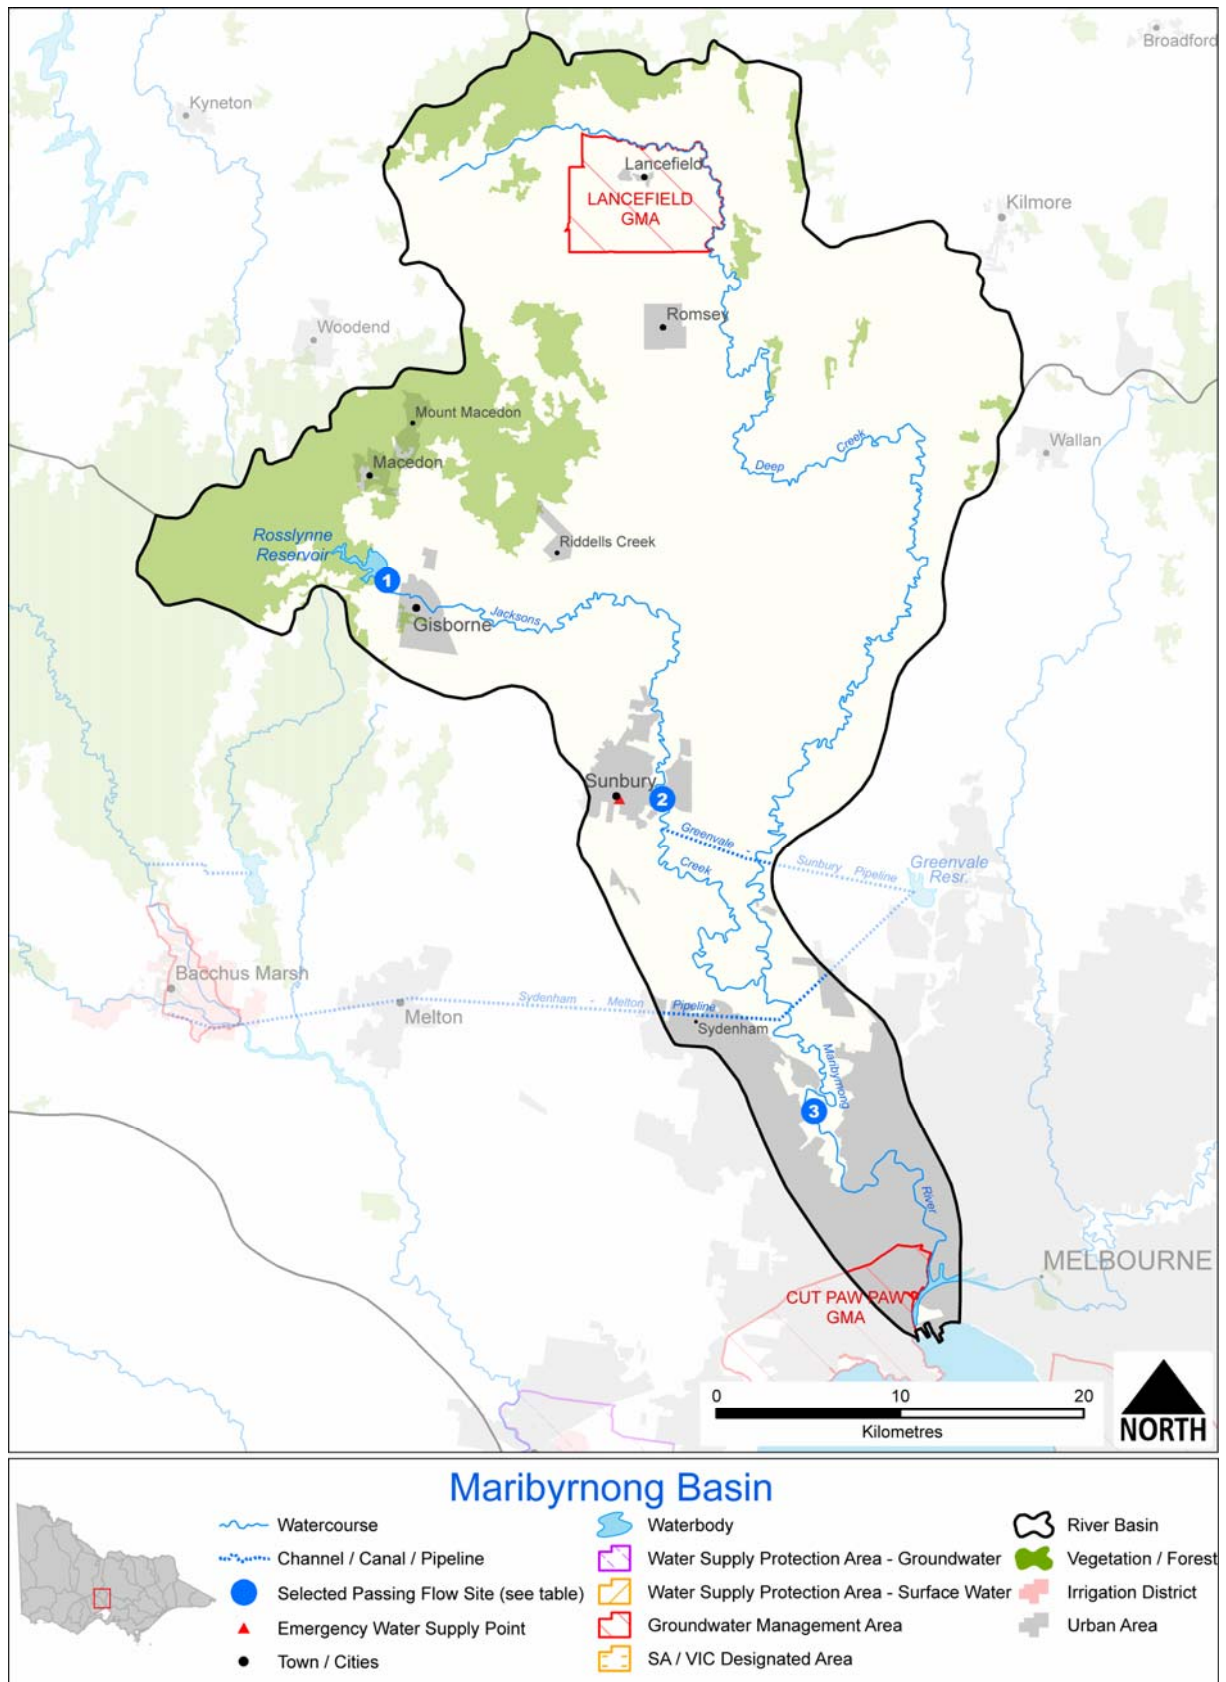 Broadford
Kyneton
Lancefield
LANCEFIELD
GMA
Kilmore
Romsey
Woodend
Mount Macedon
Wallan
Creek
Deep
Macedon
Rosslynne
Reservoir
Riddells Creek
1
Jacksons
Gisborne
Sunbury
2
Greenvale -
Sunbury Pipeline
Greenvale
Resr.
Creek
Bacchus Marsh
Sydenham - Melton
Pipeline
Melton
Sydenham
Maribyrnong
3
River
MELBOURNE
CUT PAW PAW
GMA
0 10 20
Kilometres
NORTH
Maribyrnong Basin
Watercourse
Channel / Canal / Pipeline
Selected Passing Flow Site (see table)
Emergency Water Supply Point
Town / Cities
Waterbody
Water Supply Protection Area - Groundwater
Water Supply Protection Area - Surface Water
Groundwater Management Area
SA / VIC Designated Area
River Basin
Vegetation / Forest
Irrigation District
Urban Area